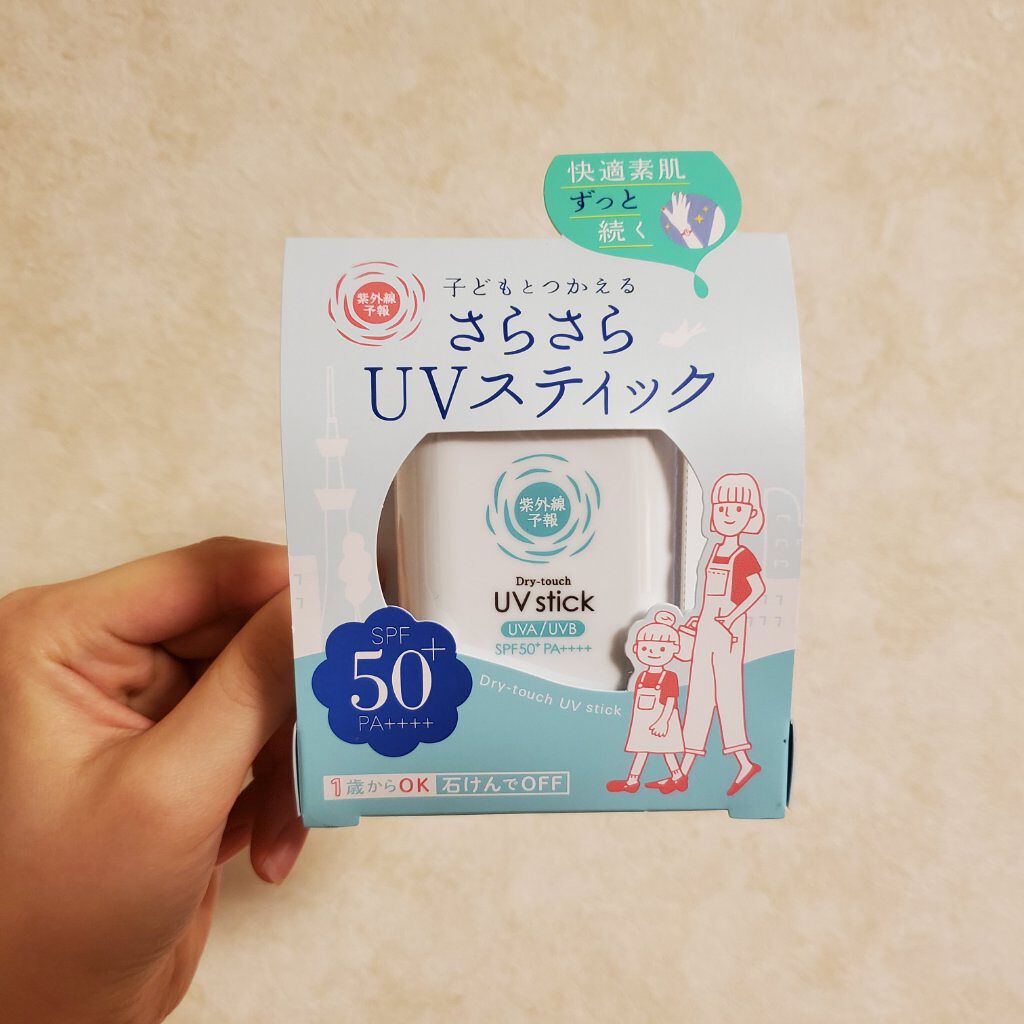 快適素肌
ずっと
続く
紫外線
予報
子どもとつかえる
さらさら
UVスティック
紫外線
予報
Dry-touch
UV stick
UVA/UVB
SPF50+ PA++++
SPF
50+
PA++++
Dry-touch UV stick
1歳からOK 石けんでOFF